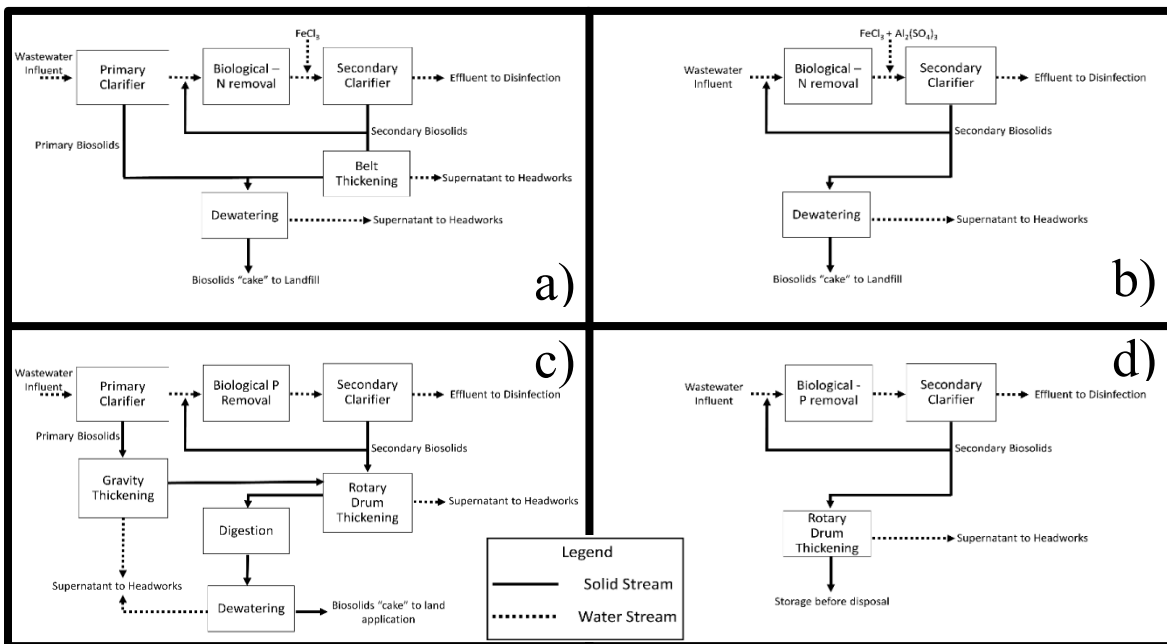 FeCl3
Wastewater
Influent
Primary
Clarifier
Biological –
N removal
Secondary
Clarifier
Effluent to Disinfection
Secondary Biosolids
Primary Biosolids
Belt
Thickening
Supernatant to Headworks
Dewatering
Supernatant to Headworks
Biosolids "cake" to Landfill
a)
FeCl3 + Al2(SO4)3
Wastewater
Influent
Biological –
N removal
Secondary
Clarifier
Effluent to Disinfection
Secondary Biosolids
Dewatering
Supernatant to Headworks
Biosolids "cake" to Landfill
b)
c)
Wastewater
Influent
Primary
Clarifier
Biological P
Removal
Secondary
Clarifier
Effluent to Disinfection
Primary Biosolids
Secondary Biosolids
Gravity
Thickening
Rotary
Drum
Thickening
Supernatant to Headworks
Digestion
Supernatant to Headworks
Dewatering
Biosolids "cake" to land
application
d)
Wastewater
Influent
Biological -
P removal
Secondary
Clarifier
Effluent to Disinfection
Secondary Biosolids
Rotary
Drum
Thickening
Supernatant to Headworks
Storage before disposal
Legend
Solid Stream
Water Stream